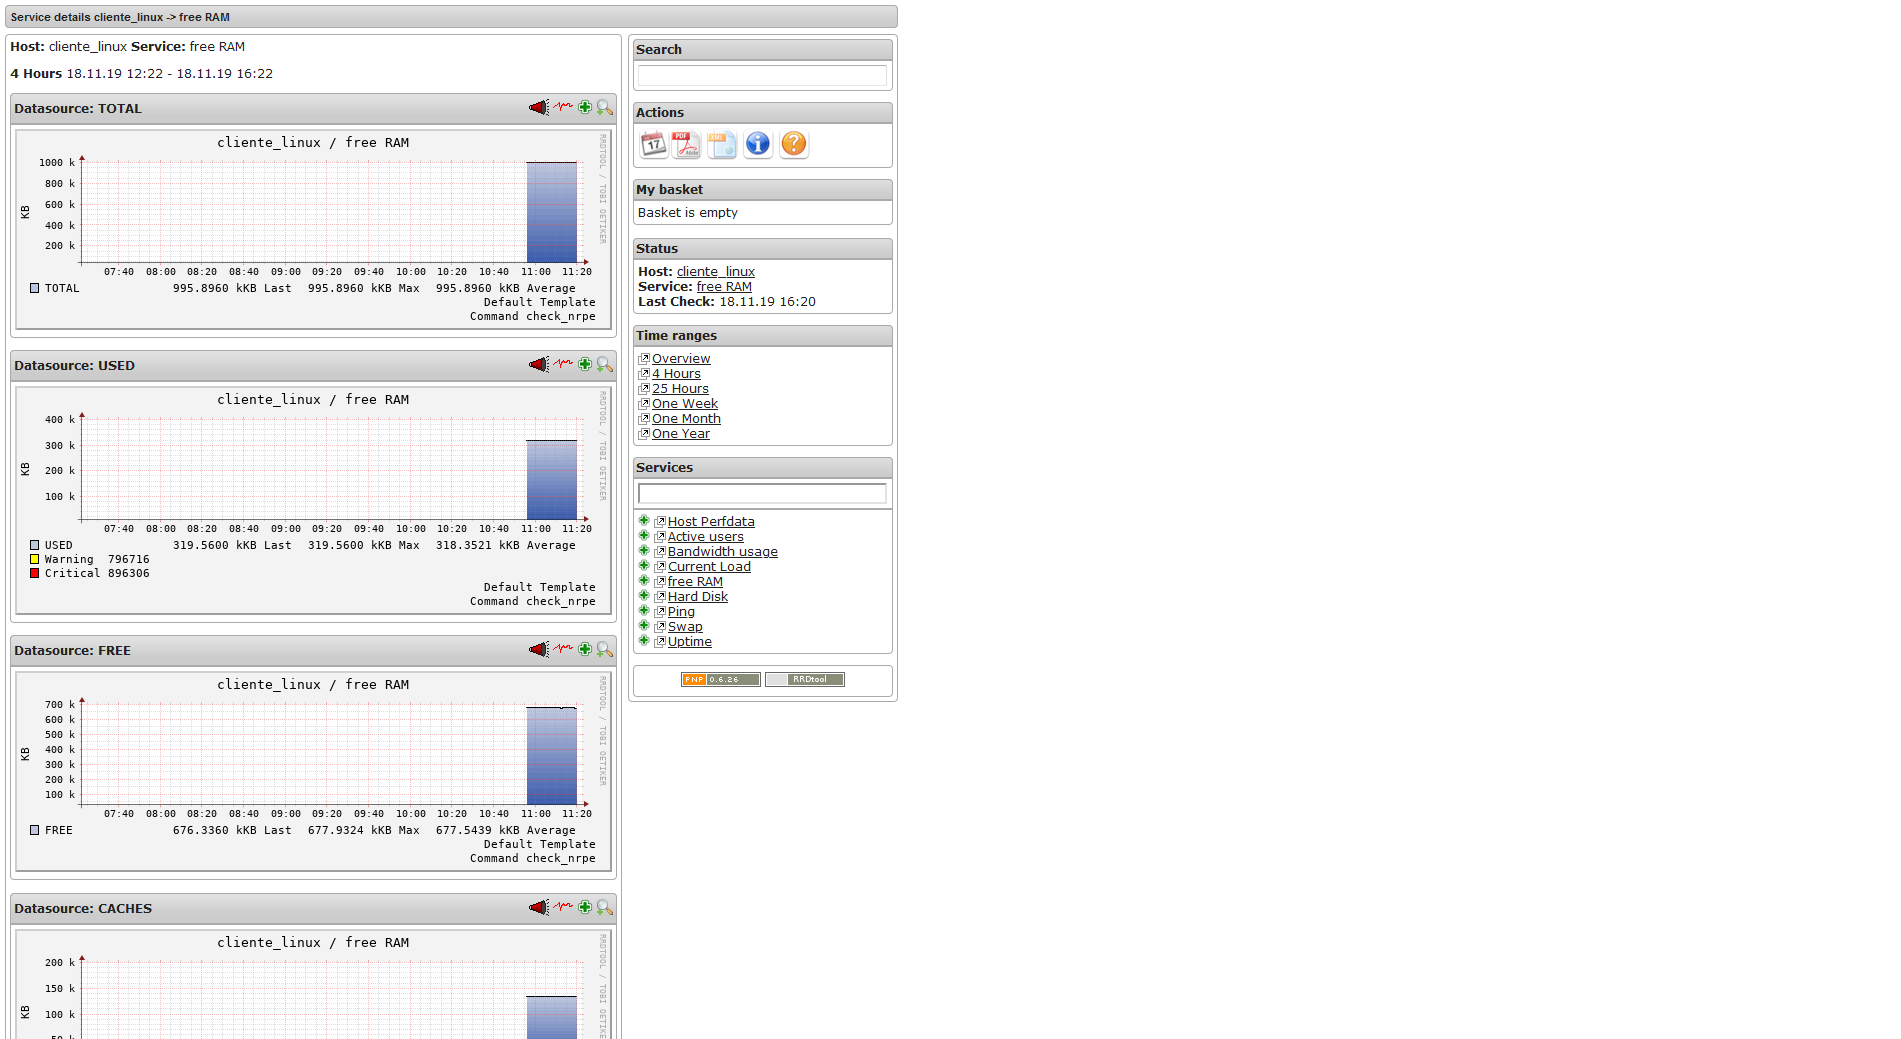 Service details cliente_linux -> free RAM
Host: cliente_linux Service: free RAM
4 Hours 18.11.19 12:22 - 18.11.19 16:22
Datasource: TOTAL
cliente_linux / free RAM
RRDTOOL / TOBI OETIKER
KB
1000 k
800 k
600 k
400 k
200 k
07:40 08:00 08:20 08:40 09:00 09:20 09:40 10:00 10:20 10:40 11:00 11:20
TOTAL 995.8960 kKB Last 995.8960 kKB Max 995.8960 kKB Average
Default Template
Command check_nrpe
Datasource: USED
cliente_linux / free RAM
RRDTOOL / TOBI OETIKER
KB
400 k
300 k
200 k
100 k
07:40 08:00 08:20 08:40 09:00 09:20 09:40 10:00 10:20 10:40 11:00 11:20
USED 319.5600 kKB Last 319.5600 kKB Max 318.3521 kKB Average
Warning 796716
Critical 896306
Default Template
Command check_nrpe
Datasource: FREE
cliente_linux / free RAM
RRDTOOL / TOBI OETIKER
KB
700 k
600 k
500 k
400 k
300 k
200 k
100 k
07:40 08:00 08:20 08:40 09:00 09:20 09:40 10:00 10:20 10:40 11:00 11:20
FREE 676.3360 kKB Last 677.9324 kKB Max 677.5439 kKB Average
Default Template
Command check_nrpe
Datasource: CACHES
cliente_linux / free RAM
RRDTOOL / TOBI OETIKE
KB
200 k
150 k
100 k
50 k
Search
Actions
17 PDF Adobe XML i ?
My basket
Basket is empty
Status
Host: cliente_linux
Service: free RAM
Last Check: 18.11.19 16:20
Time ranges
Overview
4 Hours
25 Hours
One Week
One Month
One Year
Services
Host Perfdata
Active users
Bandwidth usage
Current Load
free RAM
Hard Disk
Ping
Swap
Uptime
PNP 0.6.26 RRDtool